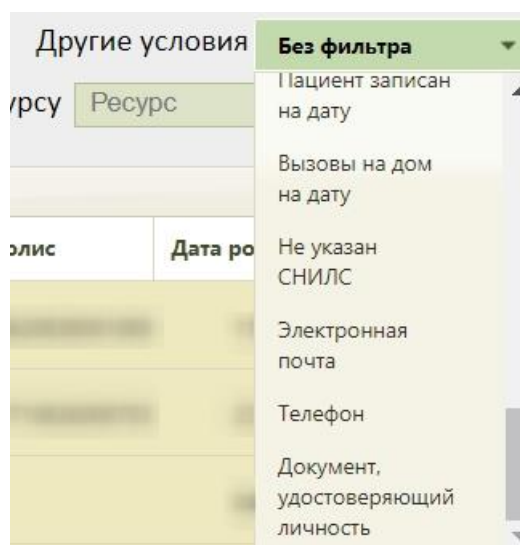 Другие условия
Без фильтра
урсу
Ресурс
Пациент записан
на дату
Вызовы на дом
на дату
олис
Дата ро
Не указан
СНИЛС
Электронная
почта
Телефон
Документ,
удостоверяющий
личность